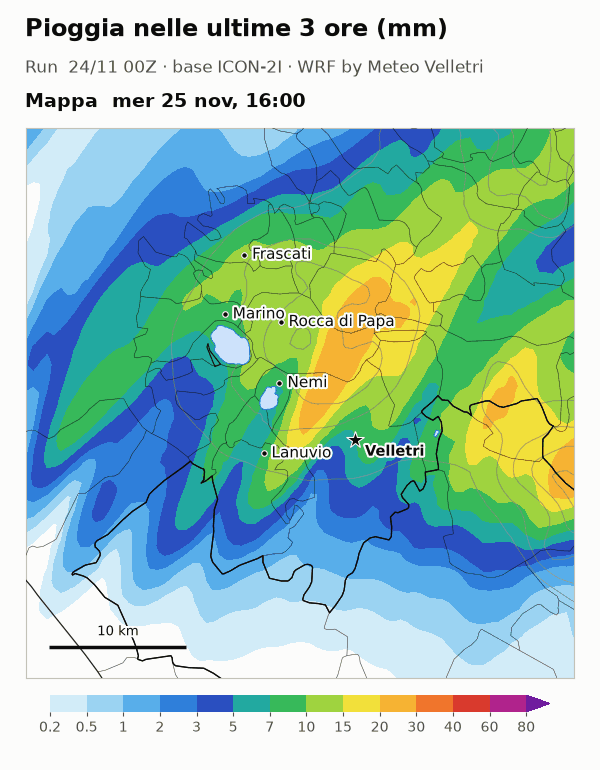 Pioggia nelle ultime 3 ore (mm)
Run 24/11 00Z · base ICON-2I · WRF by Meteo Velletri
Mappa mer 25 nov, 16:00
Frascati
Marino
Rocca di Papa
Nemi
Velletri
Lanuvio
10 km
0.2 0.5 1 2 3 5 7 10 15 20 30 40 60 80